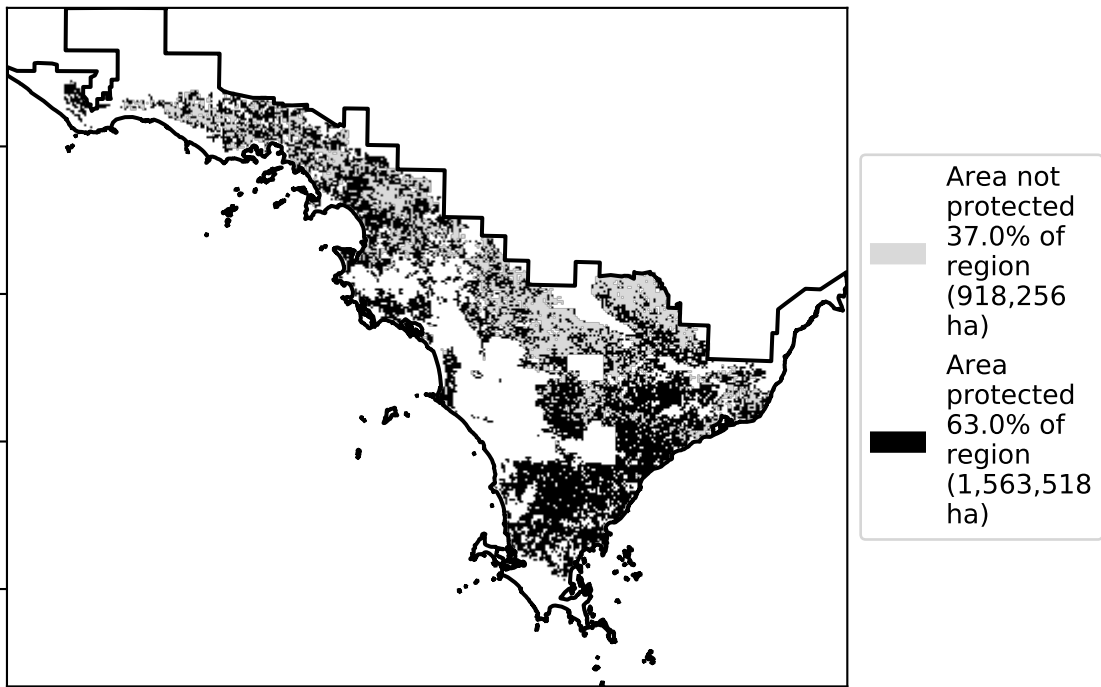 Area not
protected
37.0% of
region
(918,256
ha)
Area
protected
63.0% of
region
(1,563,518
ha)